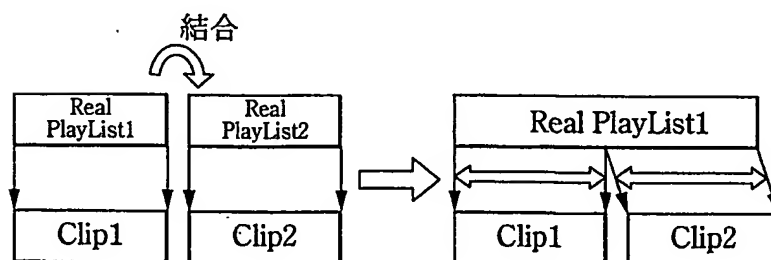 結合
Real
PlayList1
Real
PlayList2
Real PlayList1
Clip1
Clip2
Clip1
Clip2